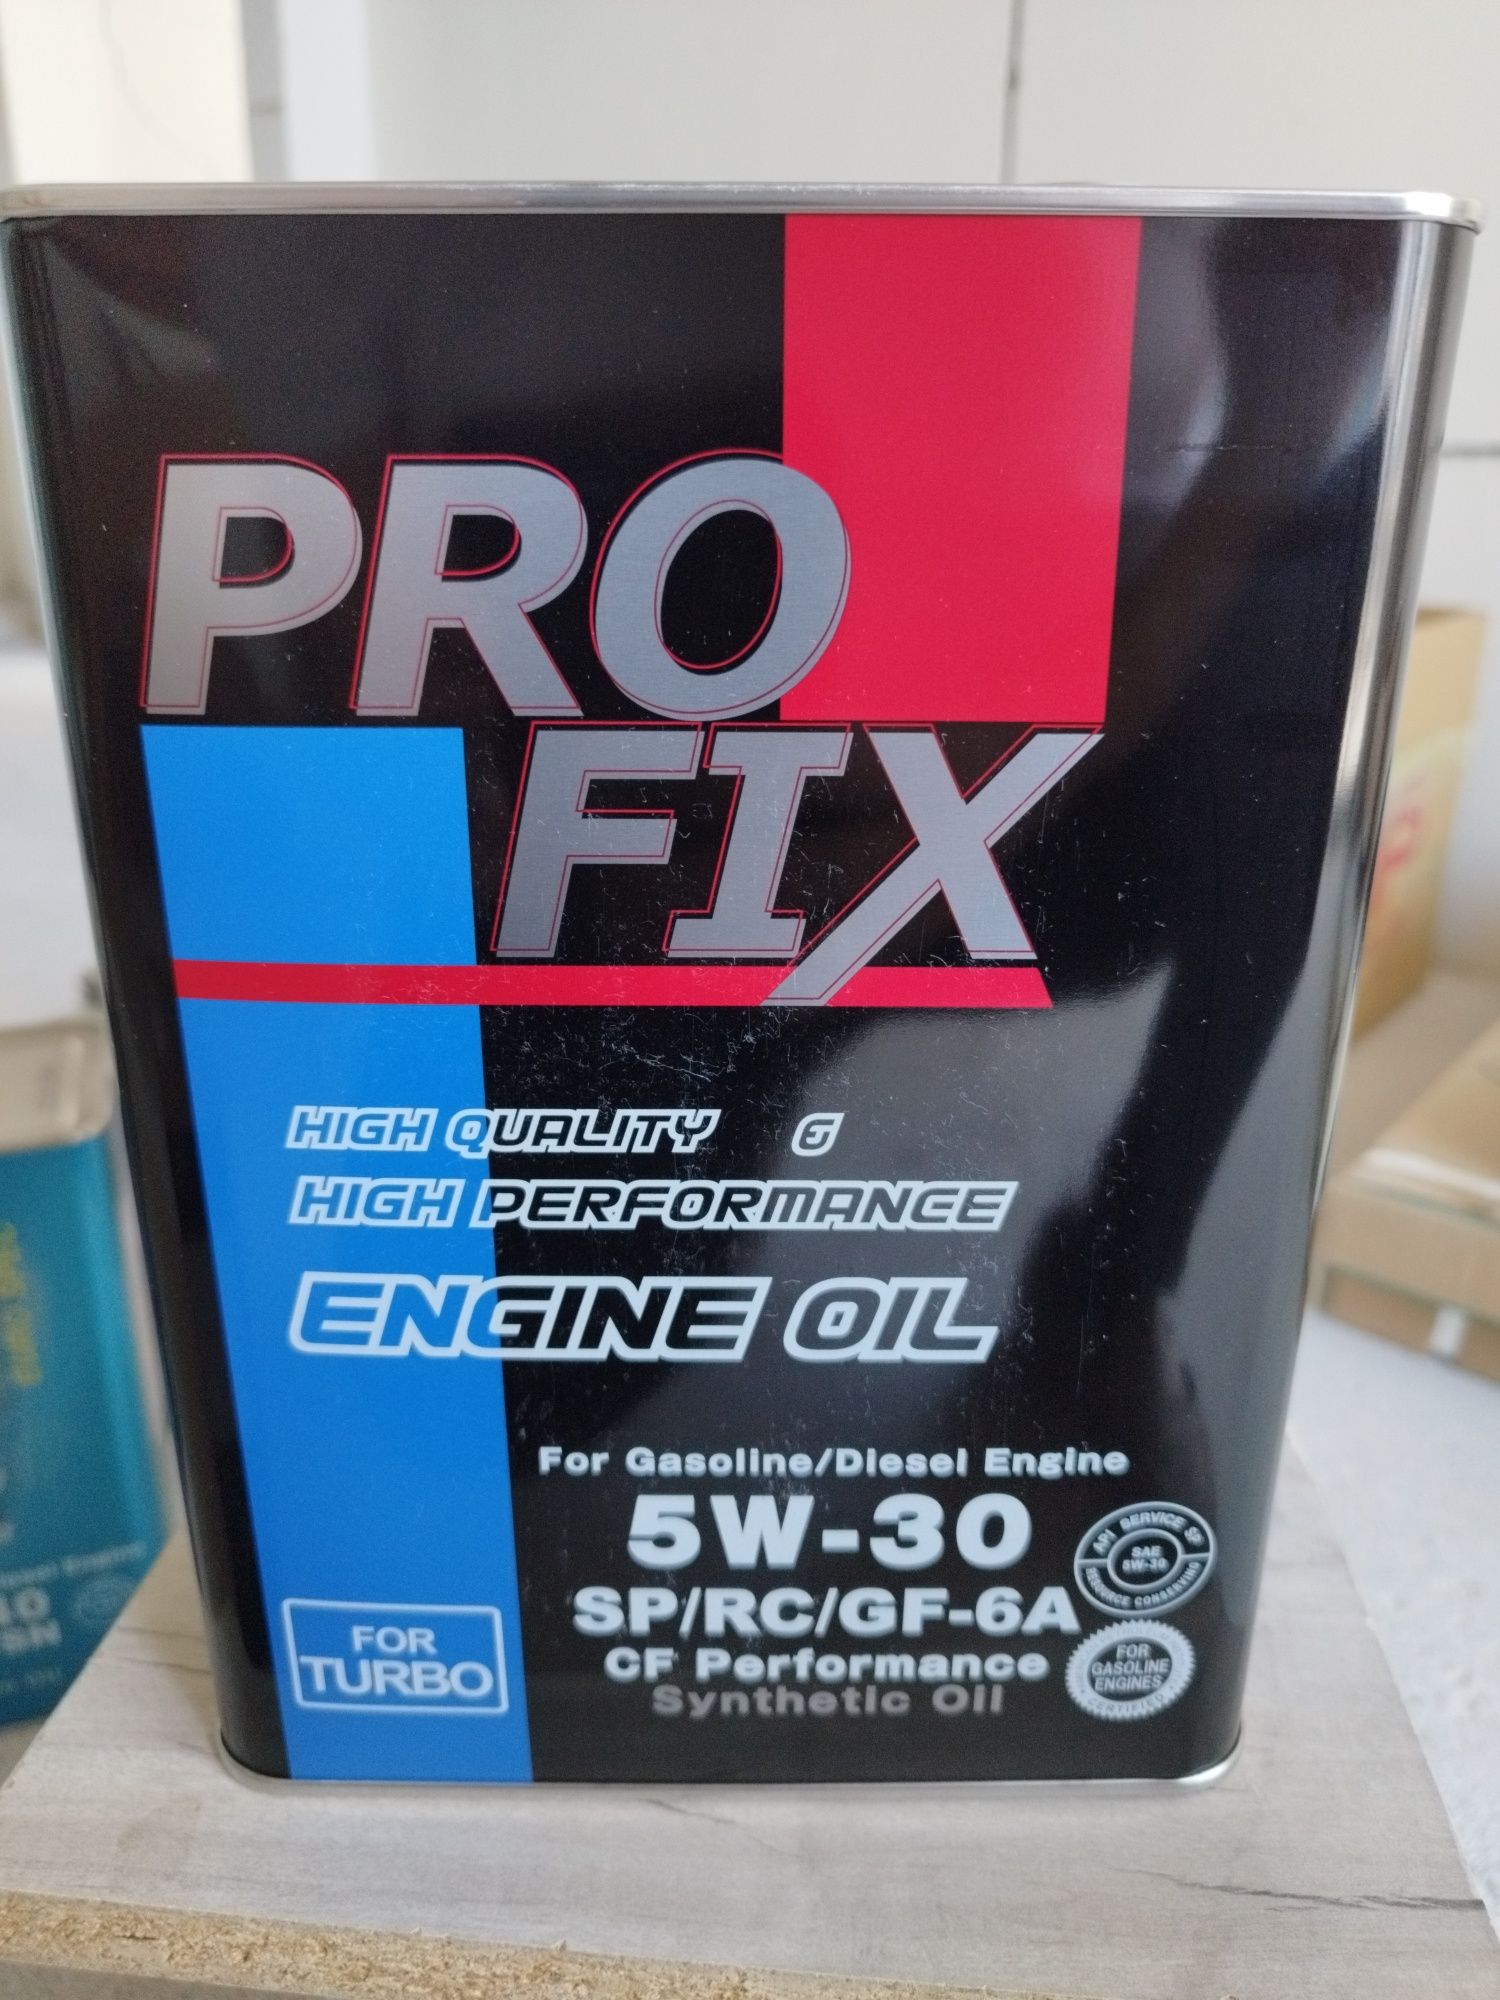 PRO
FIX
HIGH QUALITY &
HIGH PERFORMANCE
ENGINE OIL
For Gasoline/Diesel Engine
5W-30
SP/RC/GF-6A
CF Performance
Synthetic Oil
FOR
TURBO
API SERVICE SP
SAE
5W-30
RESOURCE CONSERVING
FOR
GASOLINE
ENGINES
CERTIFIED